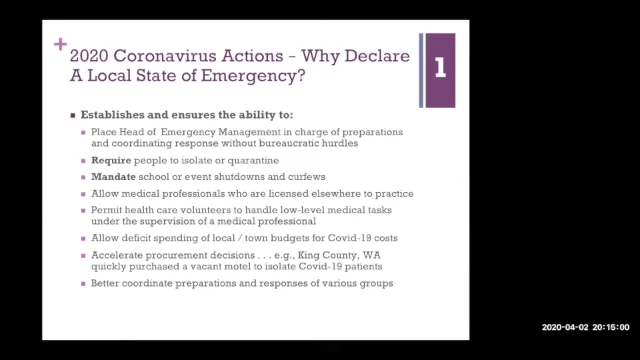 +
2020 Coronavirus Actions – Why Declare
A Local State of Emergency?
1
Establishes and ensures the ability to:
Place Head of Emergency Management in charge of preparations
and coordinating response without bureaucratic hurdles
Require people to isolate or quarantine
Mandate school or event shutdowns and curfews
Allow medical professionals who are licensed elsewhere to practice
Permit health care volunteers to handle low-level medical tasks
under the supervision of a medical professional
Allow deficit spending of local / town budgets for Covid-19 costs
Accelerate procurement decisions . . . e.g., King County, WA
quickly purchased a vacant motel to isolate Covid-19 patients
Better coordinate preparations and responses of various groups
2020-04-02 20:15:00